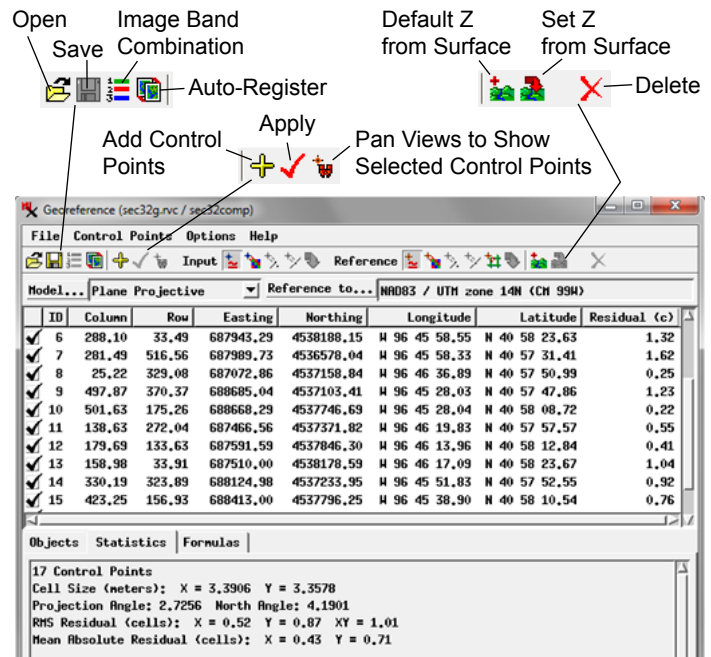 Open
Save
Image Band
Combination
Auto-Register
Default Z
from Surface
Set Z
from Surface
Delete
Add Control
Points
Apply
Pan Views to Show
Selected Control Points
Georeference (sec32g.rvc / sec32comp)
File Control Points Options Help
Input Reference
Model... Plane Projective Reference to... NAD83 / UTM zone 14N (CM 99W)
ID Column Row Easting Northing Longitude Latitude Residual (c)
6 288.10 33.49 687943.29 4538188.15 W 96 45 58.55 N 40 58 23.63 1.32
7 281.49 516.56 687989.73 4536578.04 W 96 45 58.33 N 40 57 31.41 1.62
8 25.22 329.08 687072.86 4537158.84 W 96 46 36.89 N 40 57 50.99 0.25
9 497.87 370.37 688685.04 4537103.41 W 96 45 28.03 N 40 57 47.86 1.23
10 501.63 175.26 688668.29 4537746.69 W 96 45 28.04 N 40 58 08.72 0.22
11 138.63 272.04 687466.56 4537371.82 W 96 46 19.83 N 40 57 57.57 0.55
12 179.69 133.63 687591.59 4537846.30 W 96 46 13.96 N 40 58 12.84 0.41
13 158.98 33.91 687510.00 4538178.59 W 96 46 17.09 N 40 58 23.67 1.04
14 330.19 323.89 688124.98 4537233.95 W 96 45 51.83 N 40 57 52.55 0.92
15 423.25 156.93 688413.00 4537796.25 W 96 45 38.90 N 40 58 10.54 0.76
Objects Statistics Formulas
17 Control Points
Cell Size (meters): X = 3.3906 Y = 3.3578
Projection Angle: 2.7256 North Angle: 4.1901
RMS Residual (cells): X = 0.52 Y = 0.87 XY = 1.01
Mean Absolute Residual (cells): X = 0.43 Y = 0.71